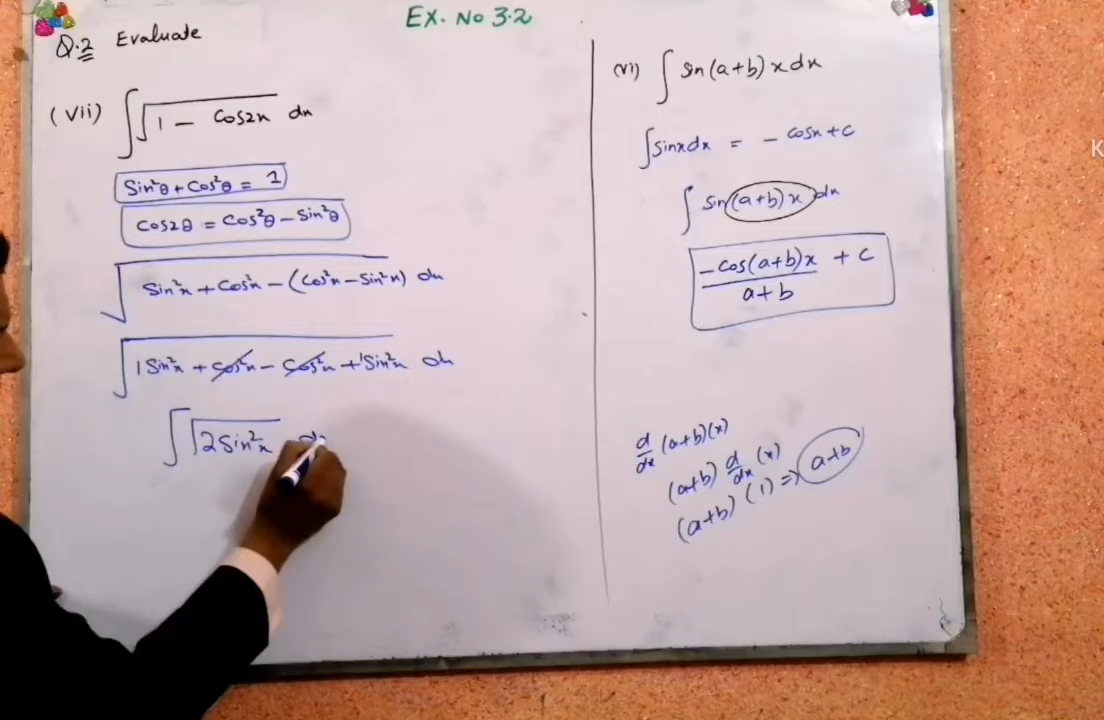 EX. No 3.2
Q.2 Evaluate
(vii) ∫√(1 - Cos2x) dx
Sin²θ + Cos²θ = 1
Cos2θ = Cos²θ - Sin²θ
√(Sin²x + Cos²x - (Cos²x - Sin²x)) dx
√(1Sin²x + Cos²x - Cos²x + 1Sin²x) dx
∫√(2Sin²x) dx
(vi) ∫ Sin(a+b)x dx
∫Sinx dx = - Cosx + C
∫ Sin(a+b)x dx
-Cos(a+b)x / a+b + C
d/dx (a+b)(x)
(a+b) d/dx (x)
(a+b) (1) => a+b
K